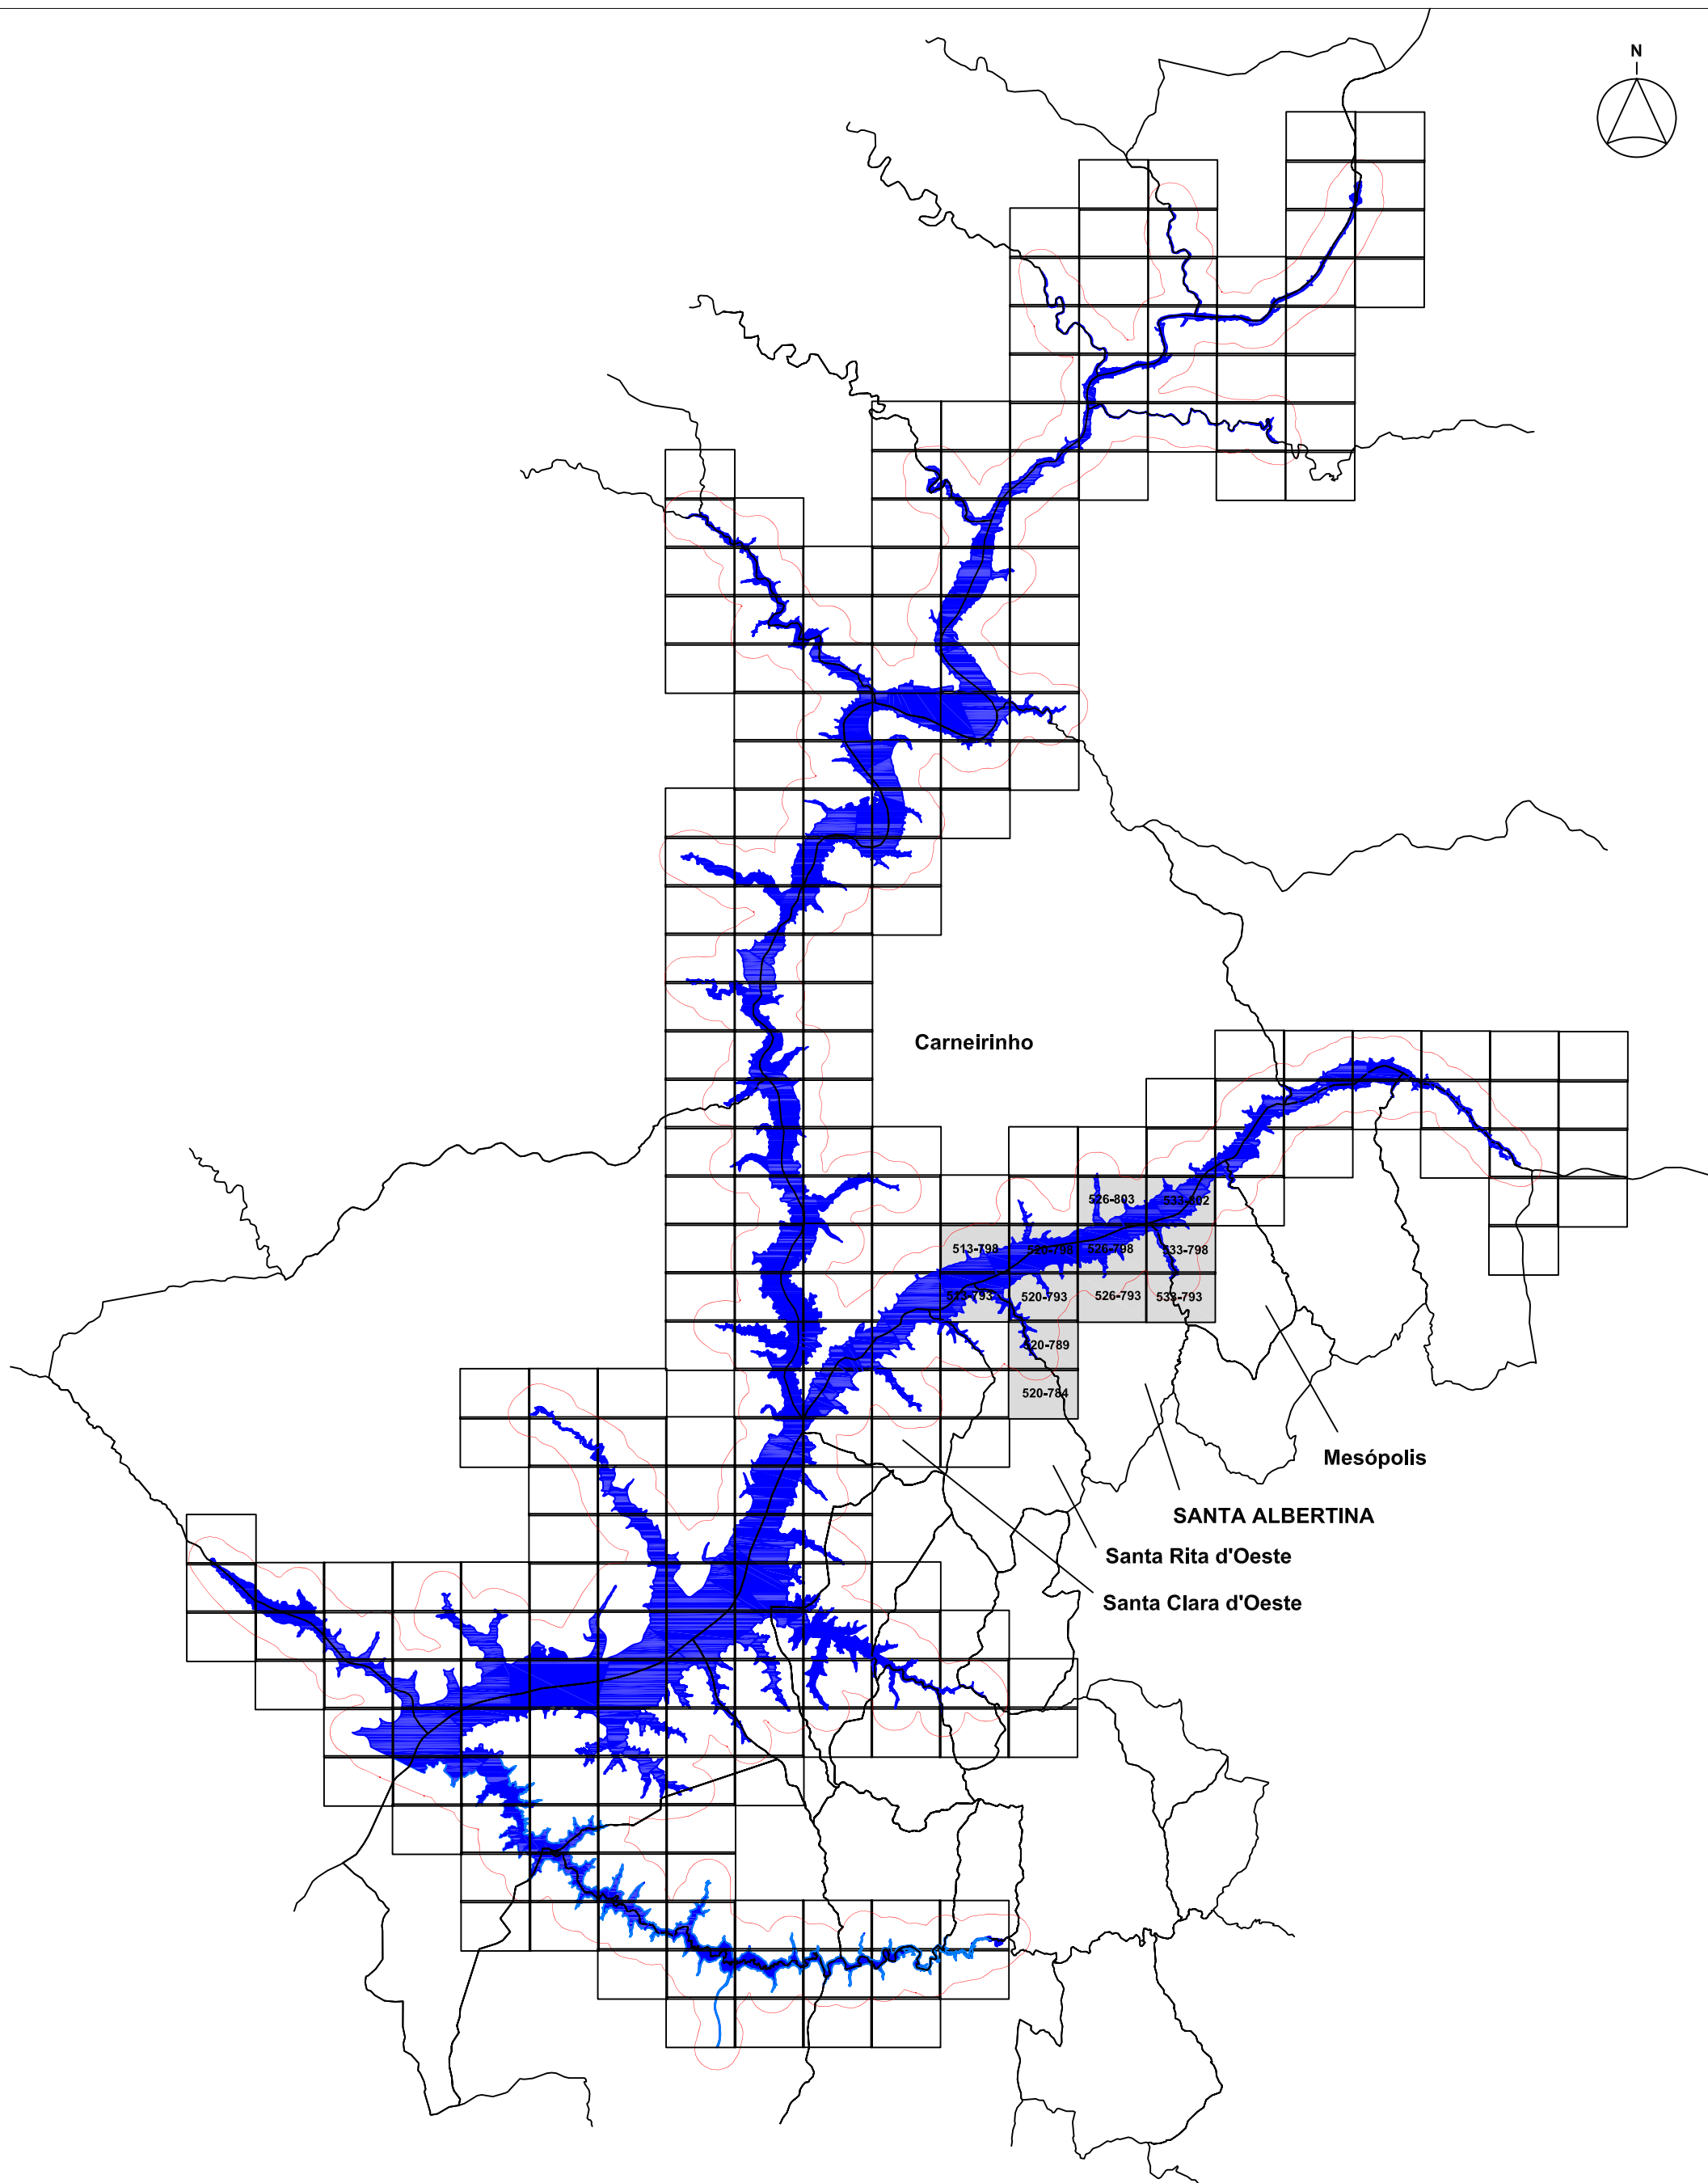 N
Carneirinho
526-803
533-802
513-798
520-798
526-798
533-798
513-793
520-793
526-793
533-793
520-789
520-784
Mesópolis
SANTA ALBERTINA
Santa Rita d'Oeste
Santa Clara d'Oeste